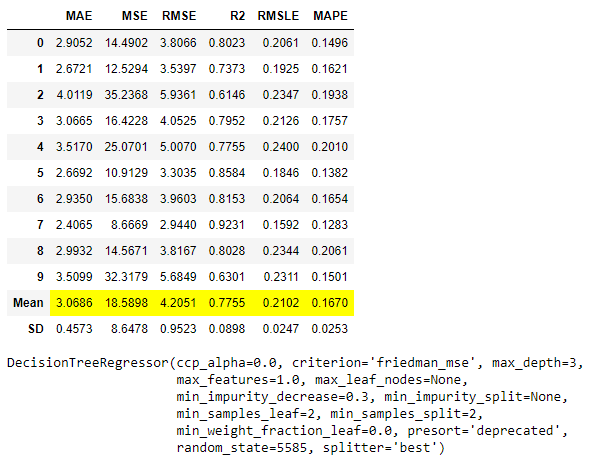 MAE MSE RMSE R2 RMSLE MAPE
0 2.9052 14.4902 3.8066 0.8023 0.2061 0.1496
1 2.6721 12.5294 3.5397 0.7373 0.1925 0.1621
2 4.0119 35.2368 5.9361 0.6146 0.2347 0.1938
3 3.0665 16.4228 4.0525 0.7952 0.2126 0.1757
4 3.5170 25.0701 5.0070 0.7755 0.2400 0.2010
5 2.6692 10.9129 3.3035 0.8584 0.1846 0.1382
6 2.9350 15.6838 3.9603 0.8153 0.2064 0.1654
7 2.4065 8.6669 2.9440 0.9231 0.1592 0.1283
8 2.9932 14.5671 3.8167 0.8028 0.2344 0.2061
9 3.5099 32.3179 5.6849 0.6301 0.2311 0.1501
Mean 3.0686 18.5898 4.2051 0.7755 0.2102 0.1670
SD 0.4573 8.6478 0.9523 0.0898 0.0247 0.0253
DecisionTreeRegressor(ccp_alpha=0.0, criterion='friedman_mse', max_depth=3,
max_features=1.0, max_leaf_nodes=None,
min_impurity_decrease=0.3, min_impurity_split=None,
min_samples_leaf=2, min_samples_split=2,
min_weight_fraction_leaf=0.0, presort='deprecated',
random_state=5585, splitter='best')